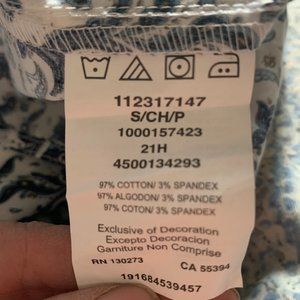 112317147
S/CH/P
1000157423
21H
4500134293
97% COTTON/ 3% SPANDEX
97% ALGODON/ 3% SPANDEX
97% COTON/ 3% SPANDEX
Exclusive of Decoration
Excepto Decoracion
Garniture Non Comprise
RN 130273 CA 55394
191684539457